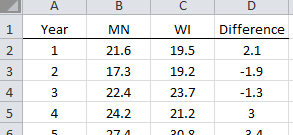 A B C D
1 Year MN WI Difference
2 1 21.6 19.5 2.1
3 2 17.3 19.2 -1.9
4 3 22.4 23.7 -1.3
5 4 24.2 21.2 3
6 5 27.4 30.8 -3.4